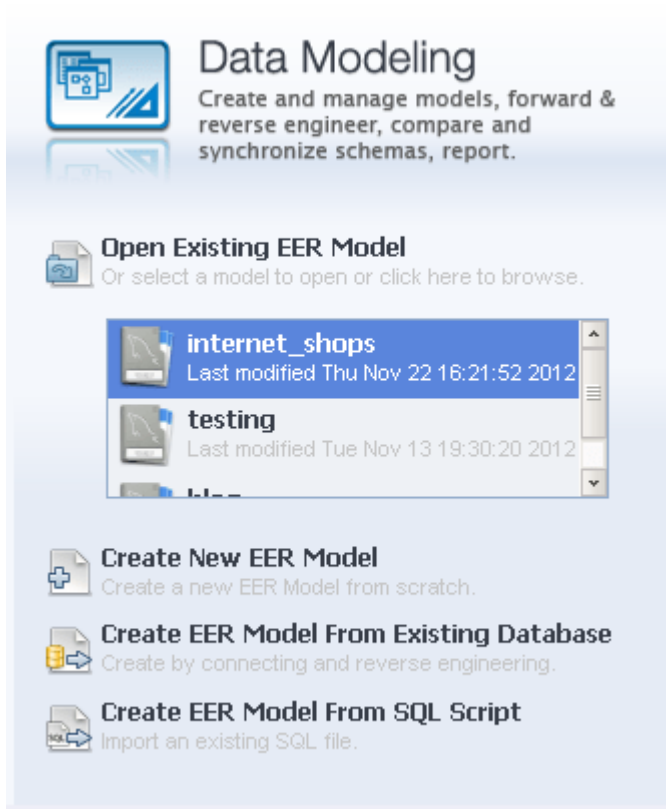 Data Modeling
Create and manage models, forward &
reverse engineer, compare and
synchronize schemas, report.
Open Existing EER Model
Or select a model to open or click here to browse.
internet_shops
Last modified Thu Nov 22 16:21:52 2012
testing
Last modified Tue Nov 13 19:30:20 2012
Create New EER Model
Create a new EER Model from scratch.
Create EER Model From Existing Database
Create by connecting and reverse engineering.
Create EER Model From SQL Script
Import an existing SQL file.